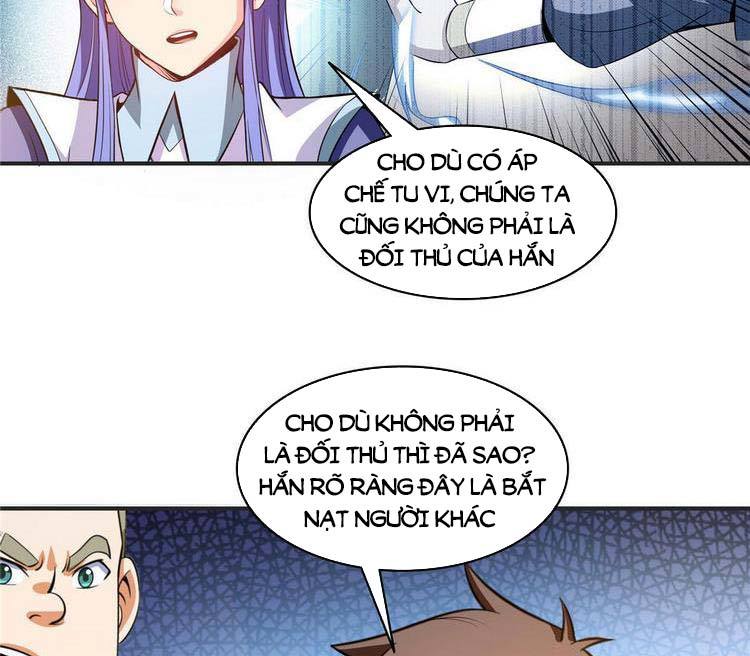 CHO DÙ CÓ ÁP
CHẾ TU VI, CHÚNG TA
CŨNG KHÔNG PHẢI LÀ
ĐỐI THỦ CỦA HẮN
CHO DÙ KHÔNG PHẢI
LÀ ĐỐI THỦ THÌ ĐÃ SAO?
HẮN RÕ RÀNG ĐÂY LÀ BẮT
NẠT NGƯỜI KHÁC